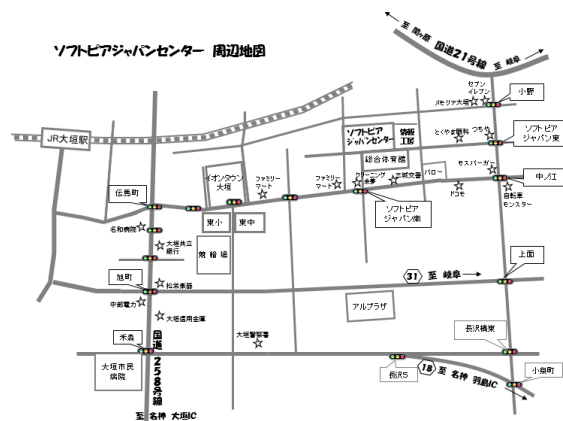 ソフトピアジャパンセンター 周辺地図
至 関ヶ原
国道21号線
至 岐阜
セブン
イレブン
小野
メモリア大垣
JR大垣駅
ソフトピア
ジャパンセンター
情報
工房
とくやま眼科
つちや
ソフトピア
ジャパン東
総合体育館
イオンタウン
大垣
ファミリー
マート
ファミリー
マート
クリーニング
三城交番
バロー
モスバーガー
中ノ江
伝馬町
ドコモ
自転車
モンスター
ソフトピア
ジャパン南
名和病院
東小
東中
大垣共立
銀行
競輪場
上面
旭町
31 至 岐阜
松栄楽器
中部電力
アルプラザ
大垣信用金庫
国道258号線
大垣警察署
長沢橋東
禾森
大垣市民
病院
長沢5
18 至 名神 羽島IC
小泉町
至 名神 大垣IC